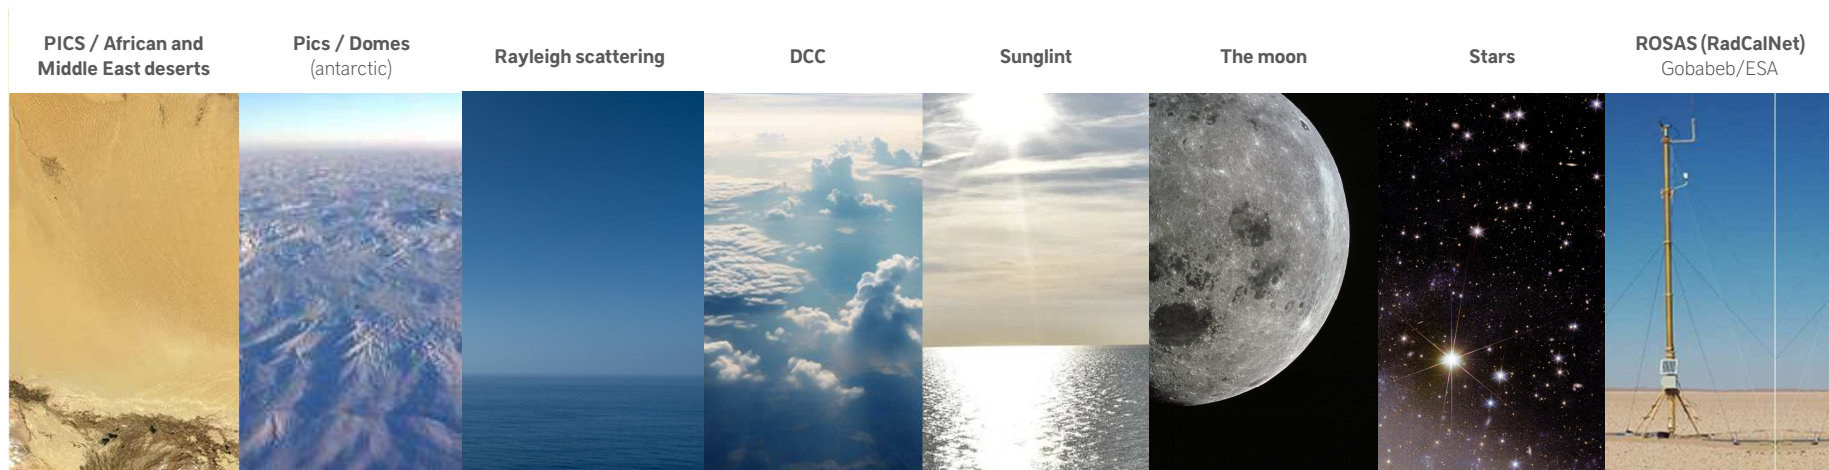 PICS / African and
Middle East deserts
Pics / Domes
(antarctic)
Rayleigh scattering
DCC
Sunglint
The moon
Stars
ROSAS (RadCalNet)
Gobabeb/ESA